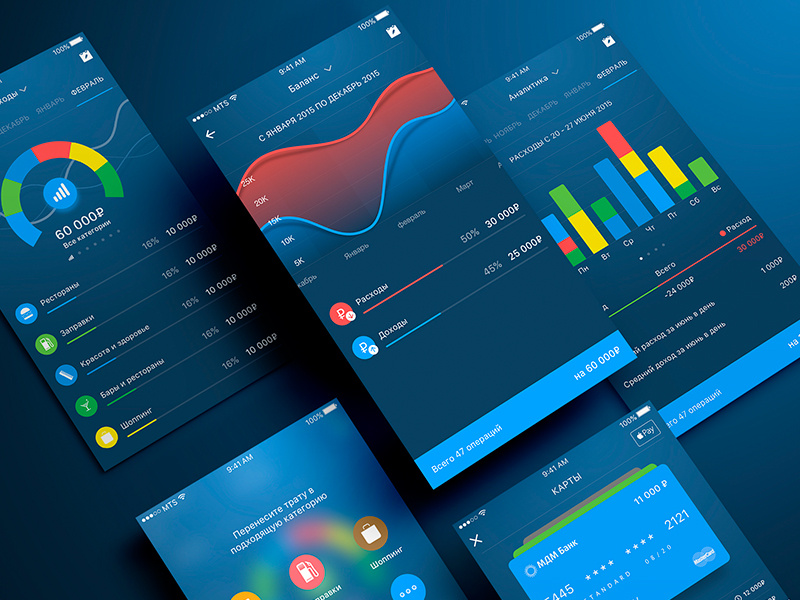 100%
ФЕВРАЛЬ
ЯНВАРЬ
ДЕКАБРЬ
60 000₽
Все категории
Рестораны
16%
10 000₽
Заправки
16%
10 000₽
Красота и здоровье
16%
10 000₽
Бары и рестораны
16%
10 000₽
Шоппинг
16%
10 000₽
MTS
9:41 AM
100%
Баланс
С ЯНВАРЯ 2015 ПО ДЕКАБРЬ 2015
25K
20K
15K
10K
5K
Январь
Февраль
Март
Расходы
50%
30 000₽
Доходы
45%
25 000₽
Всего 47 операций
на 60 000₽
9:41 AM
100%
Аналитика
НОЯБРЬ
ДЕКАБРЬ
ЯНВАРЬ
ФЕВРАЛЬ
РАСХОДЫ С 20 - 27 ИЮНЯ 2015
Пн
Вт
Ср
Чт
Пт
Сб
Вс
Расход
Всего
30 000₽
-24 000₽
расход за июнь в день
1 000₽
Средний доход за июнь в день
200₽
Всего 47 операций
MTS
9:41 AM
100%
Перенесите трату в
подходящую категорию
Шоппинг
9:41 AM
100%
КАРТЫ
Pay
МДМ Банк
11 000₽
5445 **** **** 2121
STANDARD 08/20
MasterCard
12 000₽